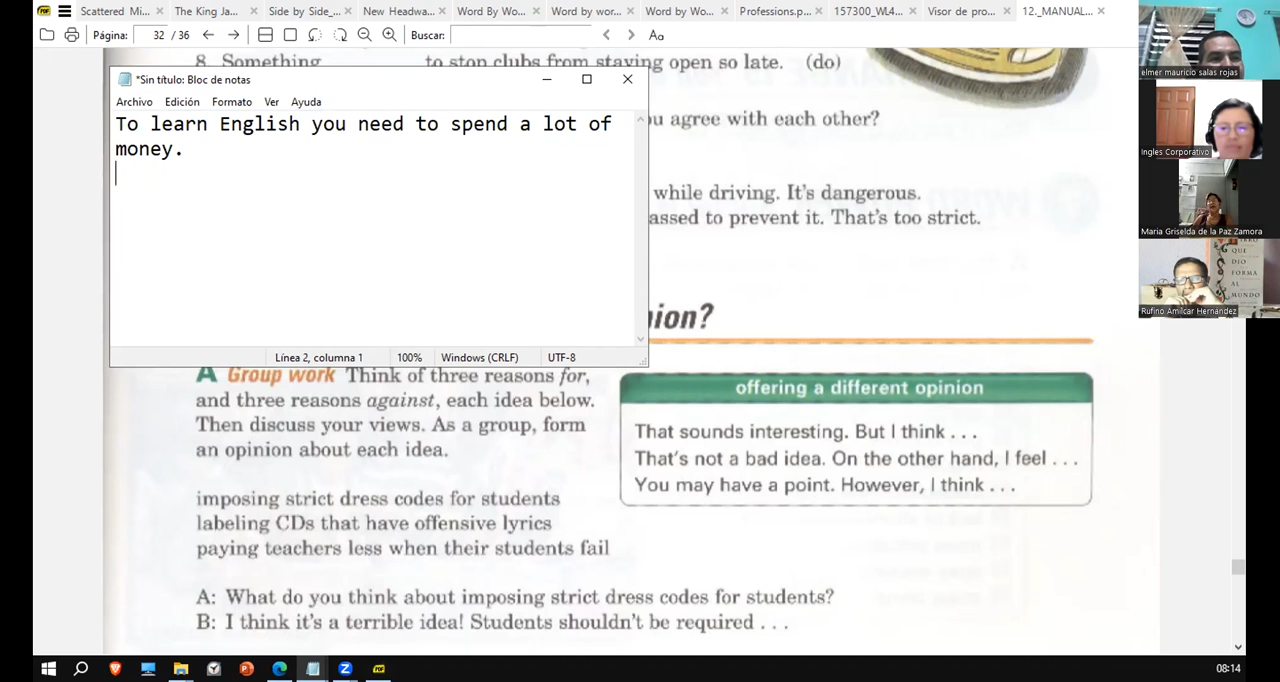 Scattered Mi...
The King Ja...
Side by Side_...
New Headwa...
Word By Wo...
Word by wor...
Word by Wo...
Professions.p...
157300_WL4...
Visor de pro...
12._MANUAL...
Página: 32 / 36
Buscar:
Aa
8 Something to stop clubs from staying open so late. (do)
*Sin título: Bloc de notas
Archivo Edición Formato Ver Ayuda
To learn English you need to spend a lot of
money.
Línea 2, columna 1 100% Windows (CRLF) UTF-8
u agree with each other?
while driving. It's dangerous.
assed to prevent it. That's too strict.
ion?
A Group work Think of three reasons for,
and three reasons against, each idea below.
Then discuss your views. As a group, form
an opinion about each idea.
offering a different opinion
That sounds interesting. But I think . . .
That's not a bad idea. On the other hand, I feel . . .
You may have a point. However, I think . . .
imposing strict dress codes for students
labeling CDs that have offensive lyrics
paying teachers less when their students fail
A: What do you think about imposing strict dress codes for students?
B: I think it's a terrible idea! Students shouldn't be required . . .
elmer mauricio salas rojas
Ingles Corporativo
Maria Griselda de la Paz Zamora
QUE
DIO
FORMA
AL
MUNDO
Rufino Amilcar Hernandez
08:14